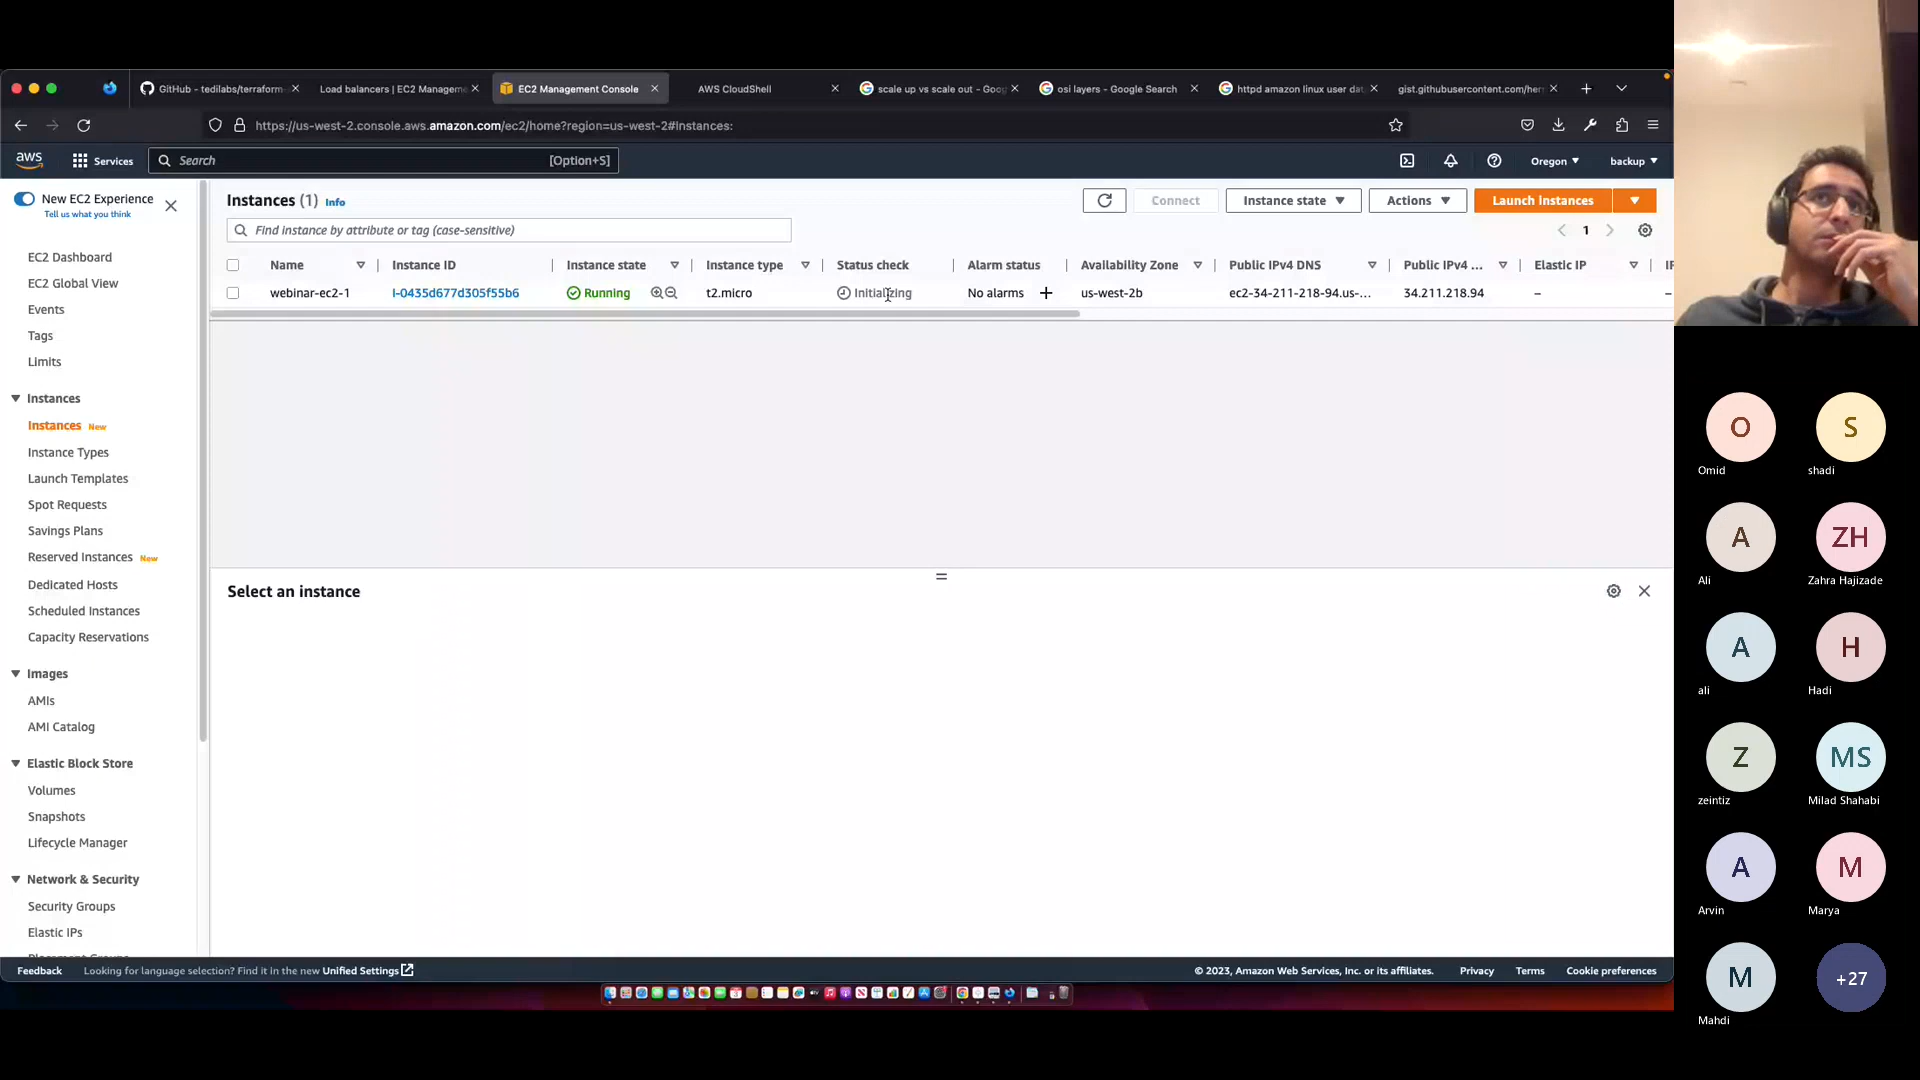 GitHub - tedilabs/terraform-
Load balancers | EC2 Manageme
EC2 Management Console
AWS CloudShell
scale up vs scale out - Goog
osi layers - Google Search
httpd amazon linux user dat
gist.githubusercontent.com/her
https://us-west-2.console.aws.amazon.com/ec2/home?region=us-west-2#Instances:
aws
Services
Search
[Option+S]
Oregon
backup
New EC2 Experience
Tell us what you think
EC2 Dashboard
EC2 Global View
Events
Tags
Limits
Instances
Instances New
Instance Types
Launch Templates
Spot Requests
Savings Plans
Reserved Instances New
Dedicated Hosts
Scheduled Instances
Capacity Reservations
Images
AMIs
AMI Catalog
Elastic Block Store
Volumes
Snapshots
Lifecycle Manager
Network & Security
Security Groups
Elastic IPs
Instances (1) Info
Connect
Instance state
Actions
Launch instances
Find instance by attribute or tag (case-sensitive)
1
Name Instance ID Instance state Instance type Status check Alarm status Availability Zone Public IPv4 DNS Public IPv4 ... Elastic IP
webinar-ec2-1 i-0435d677d305f55b6 Running t2.micro Initializing No alarms + us-west-2b ec2-34-211-218-94.us-... 34.211.218.94 –
Select an instance
Feedback
Looking for language selection? Find it in the new Unified Settings
© 2023, Amazon Web Services, Inc. or its affiliates.
Privacy
Terms
Cookie preferences
O S
Omid shadi
A ZH
Ali Zahra Hajizade
A H
ali Hadi
Z MS
zeintiz Milad Shahabi
A M
Arvin Marya
M +27
Mahdi